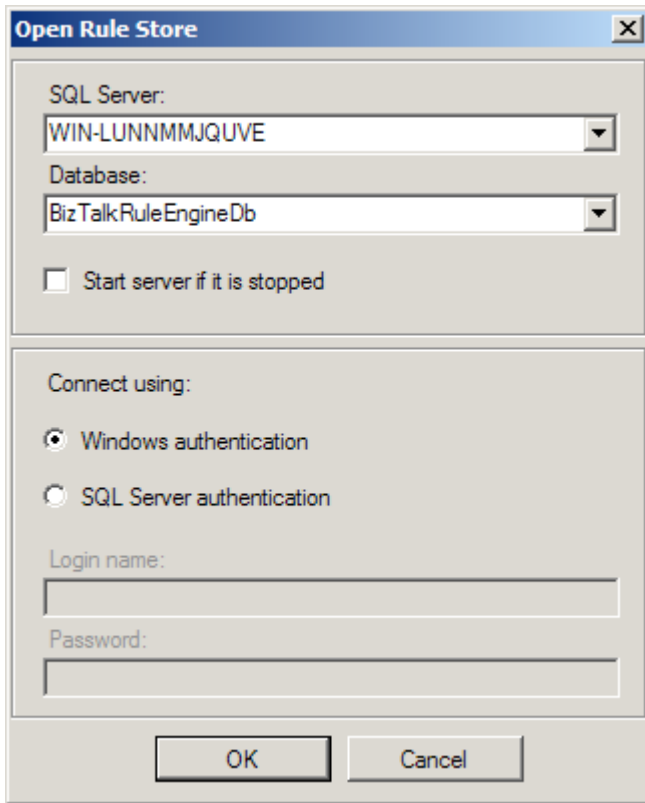 Open Rule Store
SQL Server:
WIN-LUNNMMJQUVE
Database:
BizTalkRuleEngineDb
Start server if it is stopped
Connect using:
Windows authentication
SQL Server authentication
Login name:
Password:
OK Cancel